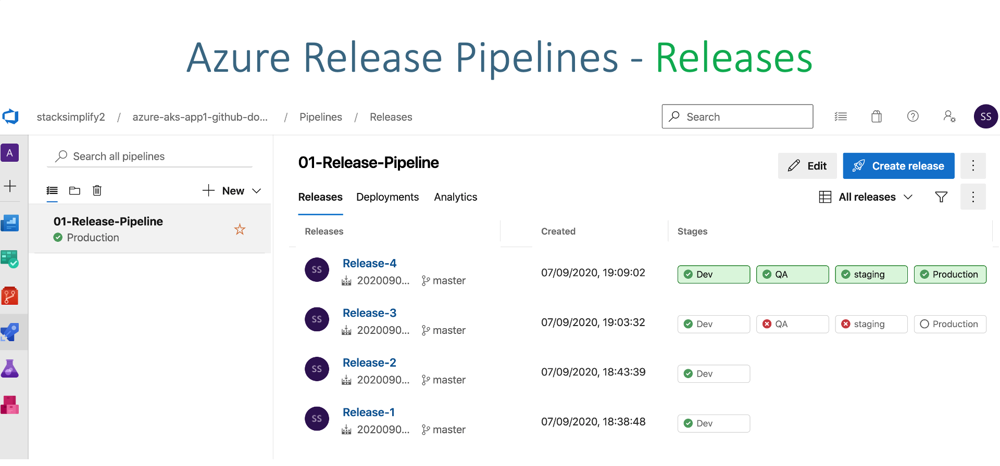 Azure Release Pipelines - Releases
stacksimplify2 / azure-aks-app1-github-do... / Pipelines / Releases
Search
SS
A
Search all pipelines
New
01-Release-Pipeline
Production
01-Release-Pipeline
Edit
Create release
Releases Deployments Analytics
All releases
Releases Created Stages
SS Release-4
2020090... master
07/09/2020, 19:09:02
Dev QA staging Production
SS Release-3
2020090... master
07/09/2020, 19:03:32
Dev QA staging Production
SS Release-2
2020090... master
07/09/2020, 18:43:39
Dev
SS Release-1
2020090... master
07/09/2020, 18:38:48
Dev